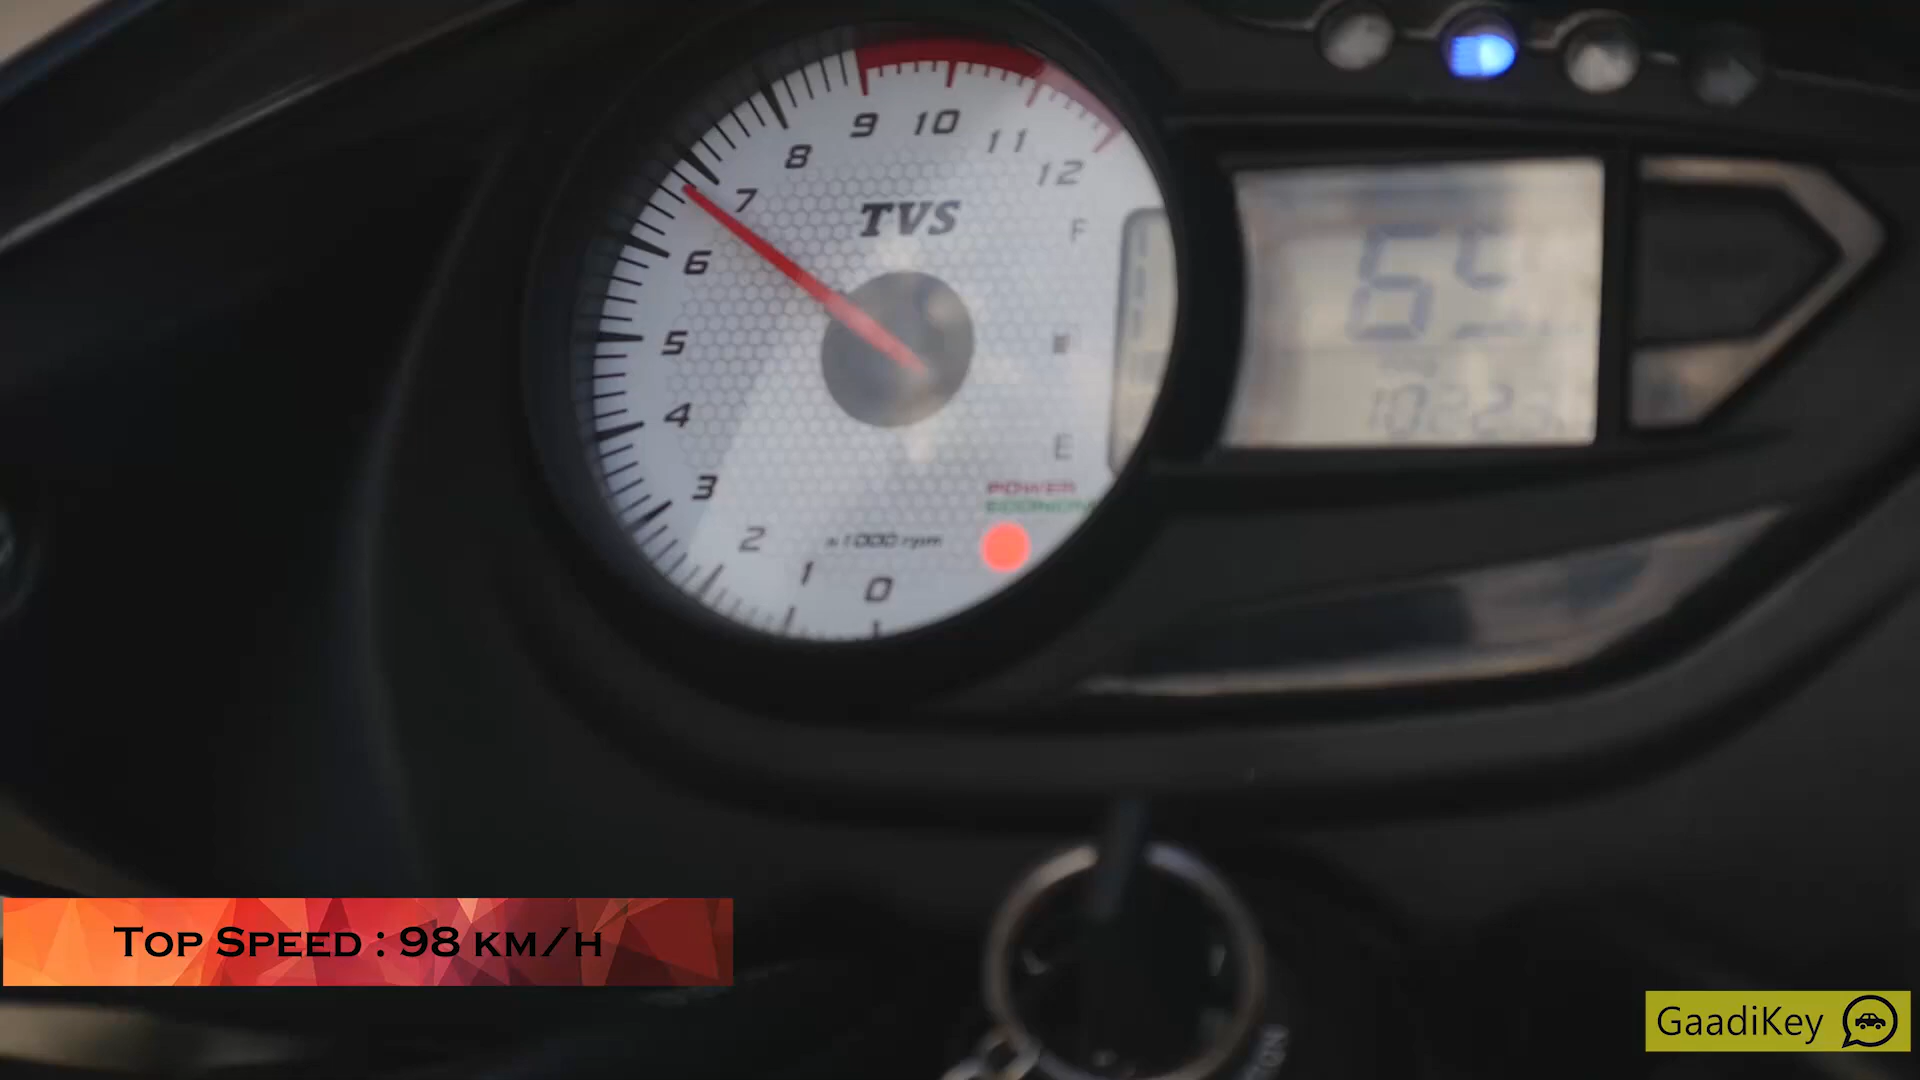 9 10 11 12
8
7
6
5
4
3
2
1
0
TVS
F
E
POWER
ECONOMY
x1000 rpm
TOP SPEED : 98 KM/H
GaadiKey